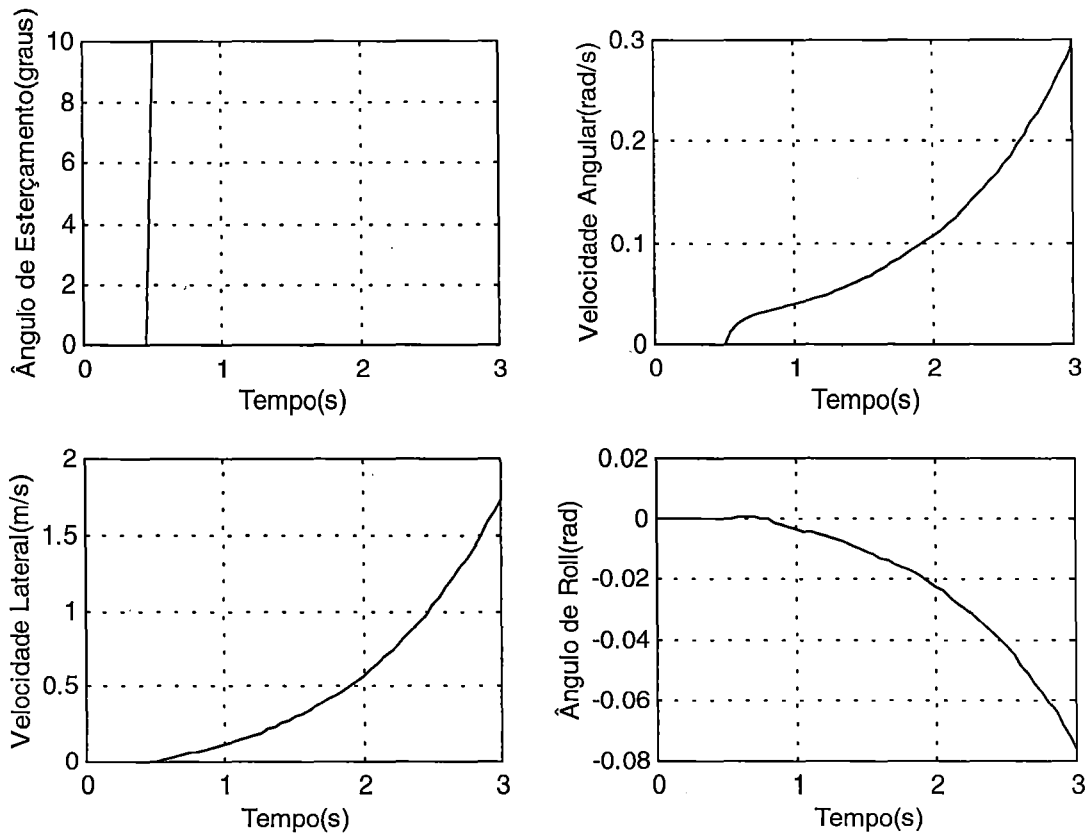 Ângulo de Esterçamento(graus)
10
8
6
4
2
0
0 1 2 3
Tempo(s)
Velocidade Angular(rad/s)
0.3
0.2
0.1
0
0 1 2 3
Tempo(s)
Velocidade Lateral(m/s)
2
1.5
1
0.5
0
0 1 2 3
Tempo(s)
Ângulo de Roll(rad)
0.02
0
-0.02
-0.04
-0.06
-0.08
0 1 2 3
Tempo(s)